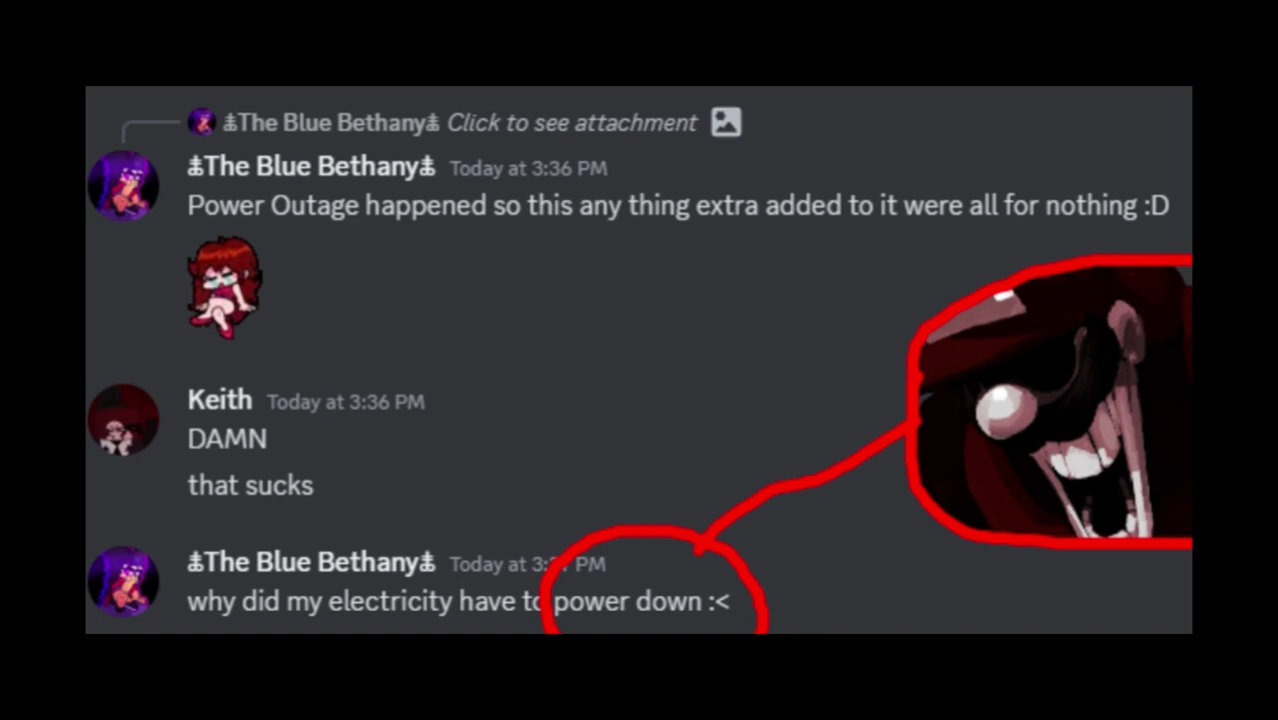 ⛴The Blue Bethany⛴ Click to see attachment
⛴The Blue Bethany⛴ Today at 3:36 PM
Power Outage happened so this any thing extra added to it were all for nothing :D
Keith Today at 3:36 PM
DAMN
that sucks
⛴The Blue Bethany⛴ Today at 3:37 PM
why did my electricity have to power down :<